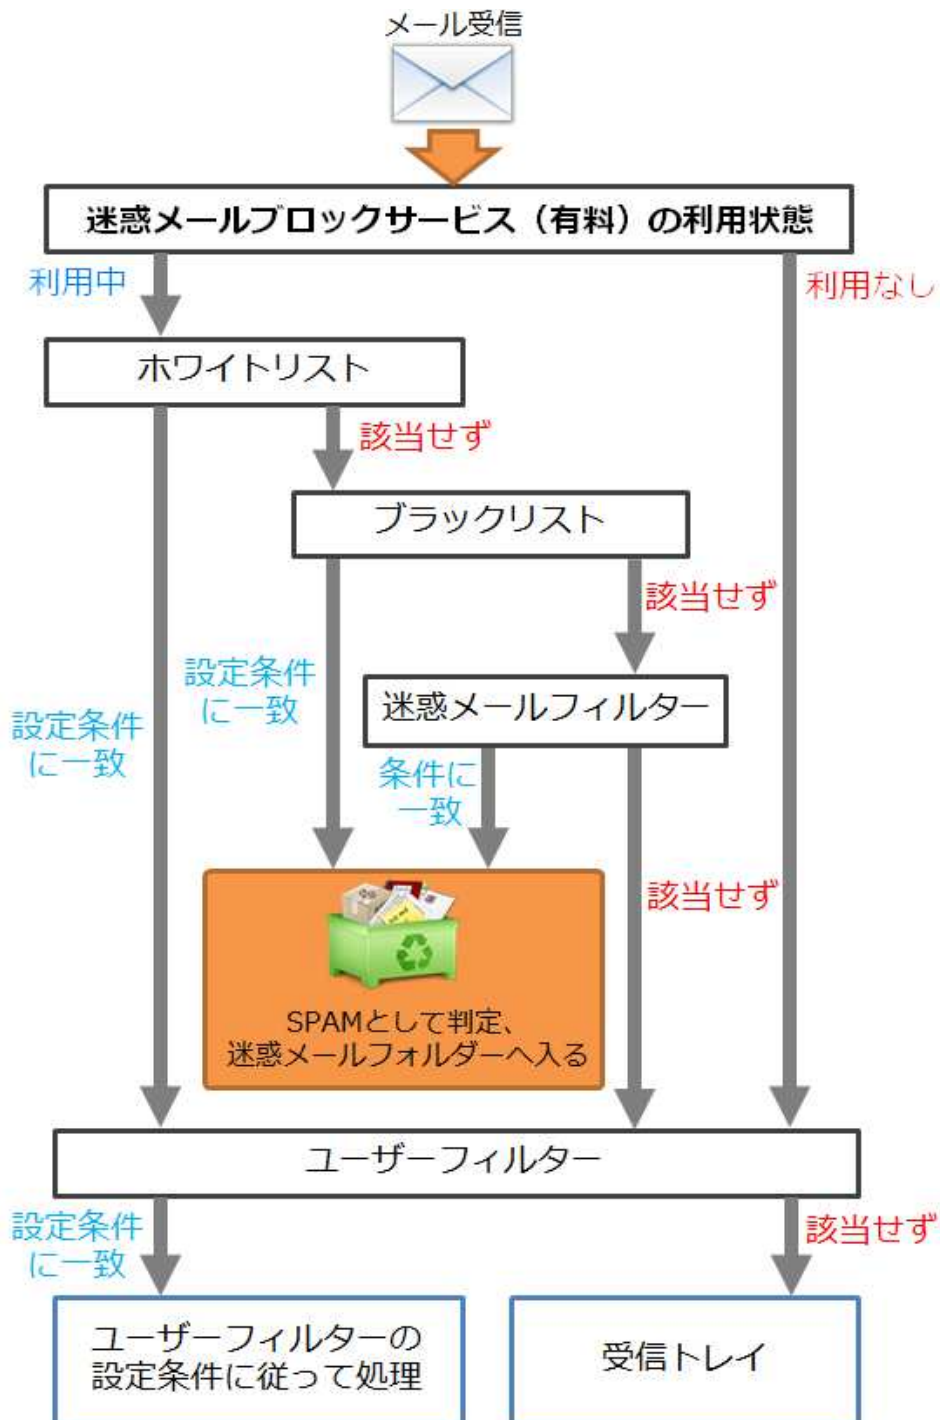 メール受信
迷惑メールブロックサービス（有料）の利用状態
利用中
利用なし
ホワイトリスト
該当せず
ブラックリスト
該当せず
設定条件
に一致
設定条件
に一致
迷惑メールフィルター
条件に
一致
該当せず
SPAMとして判定、
迷惑メールフォルダーへ入る
ユーザーフィルター
設定条件
に一致
該当せず
ユーザーフィルターの
設定条件に従って処理
受信トレイ